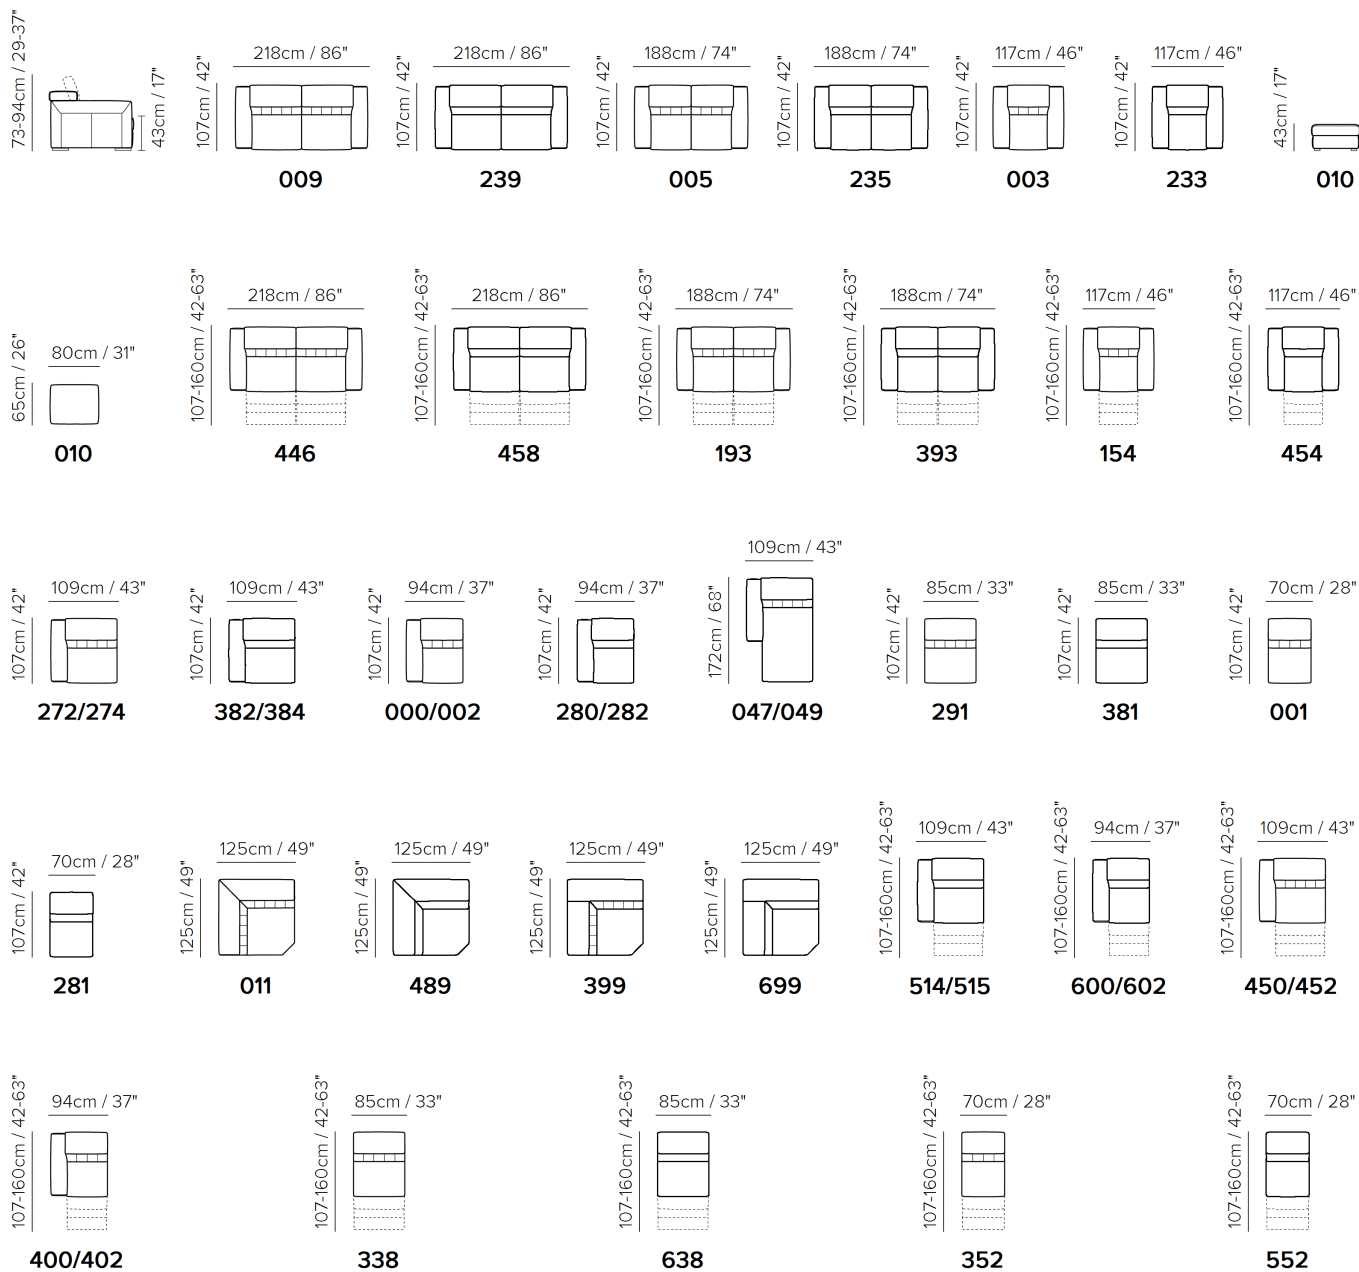 73-94cm / 29-37"
43cm / 17"
107cm / 42"
218cm / 86"
009
107cm / 42"
218cm / 86"
239
107cm / 42"
188cm / 74"
005
107cm / 42"
188cm / 74"
235
107cm / 42"
117cm / 46"
003
107cm / 42"
117cm / 46"
233
43cm / 17"
010
65cm / 26"
80cm / 31"
010
107-160cm / 42-63"
218cm / 86"
446
107-160cm / 42-63"
218cm / 86"
458
107-160cm / 42-63"
188cm / 74"
193
107-160cm / 42-63"
188cm / 74"
393
107-160cm / 42-63"
117cm / 46"
154
107-160cm / 42-63"
117cm / 46"
454
107cm / 42"
109cm / 43"
272/274
107cm / 42"
109cm / 43"
382/384
107cm / 42"
94cm / 37"
000/002
107cm / 42"
94cm / 37"
280/282
172cm / 68"
109cm / 43"
047/049
107cm / 42"
85cm / 33"
291
107cm / 42"
85cm / 33"
381
107cm / 42"
70cm / 28"
001
107cm / 42"
70cm / 28"
281
125cm / 49"
125cm / 49"
011
125cm / 49"
125cm / 49"
489
125cm / 49"
125cm / 49"
399
125cm / 49"
125cm / 49"
699
107-160cm / 42-63"
109cm / 43"
514/515
107-160cm / 42-63"
94cm / 37"
600/602
107-160cm / 42-63"
109cm / 43"
450/452
107-160cm / 42-63"
94cm / 37"
400/402
107-160cm / 42-63"
85cm / 33"
338
107-160cm / 42-63"
85cm / 33"
638
107-160cm / 42-63"
70cm / 28"
352
107-160cm / 42-63"
70cm / 28"
552